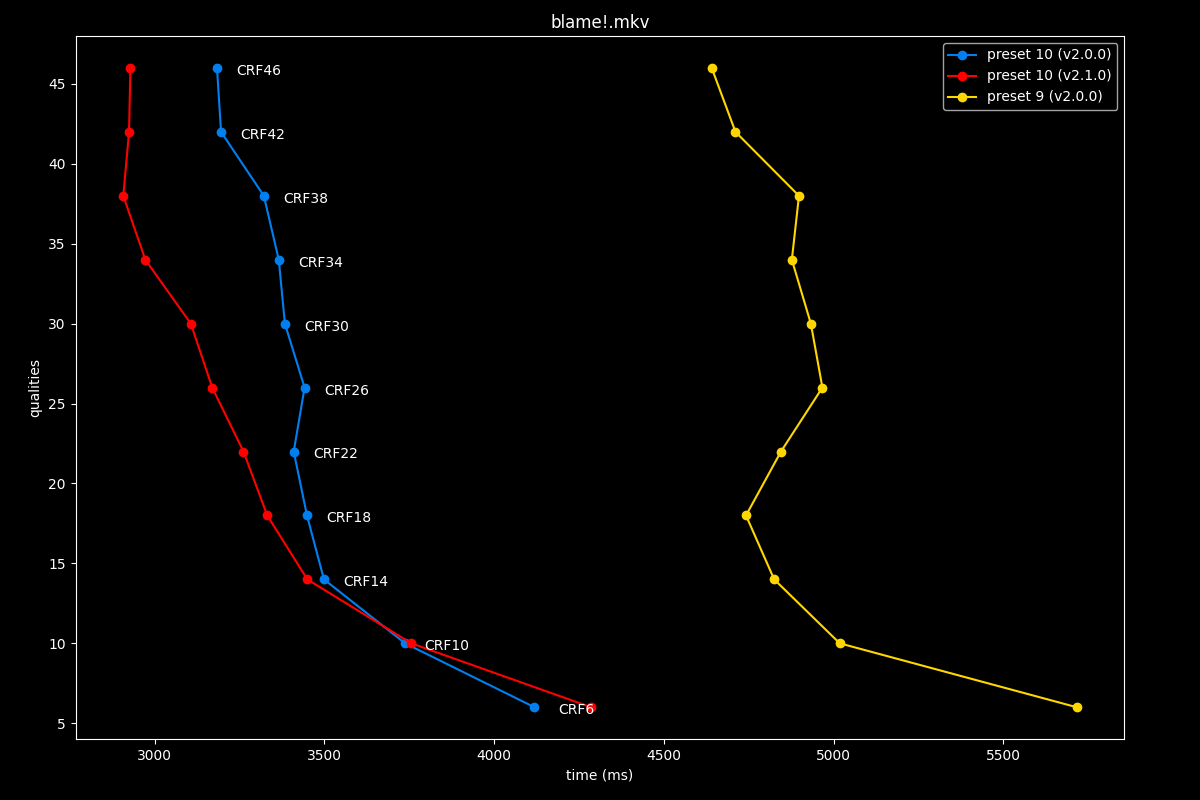 blame!.mkv
preset 10 (v2.0.0)
preset 10 (v2.1.0)
preset 9 (v2.0.0)
qualities
45
40
35
30
25
20
15
10
5
CRF46
CRF42
CRF38
CRF34
CRF30
CRF26
CRF22
CRF18
CRF14
CRF10
CRF6
3000 3500 4000 4500 5000 5500
time (ms)